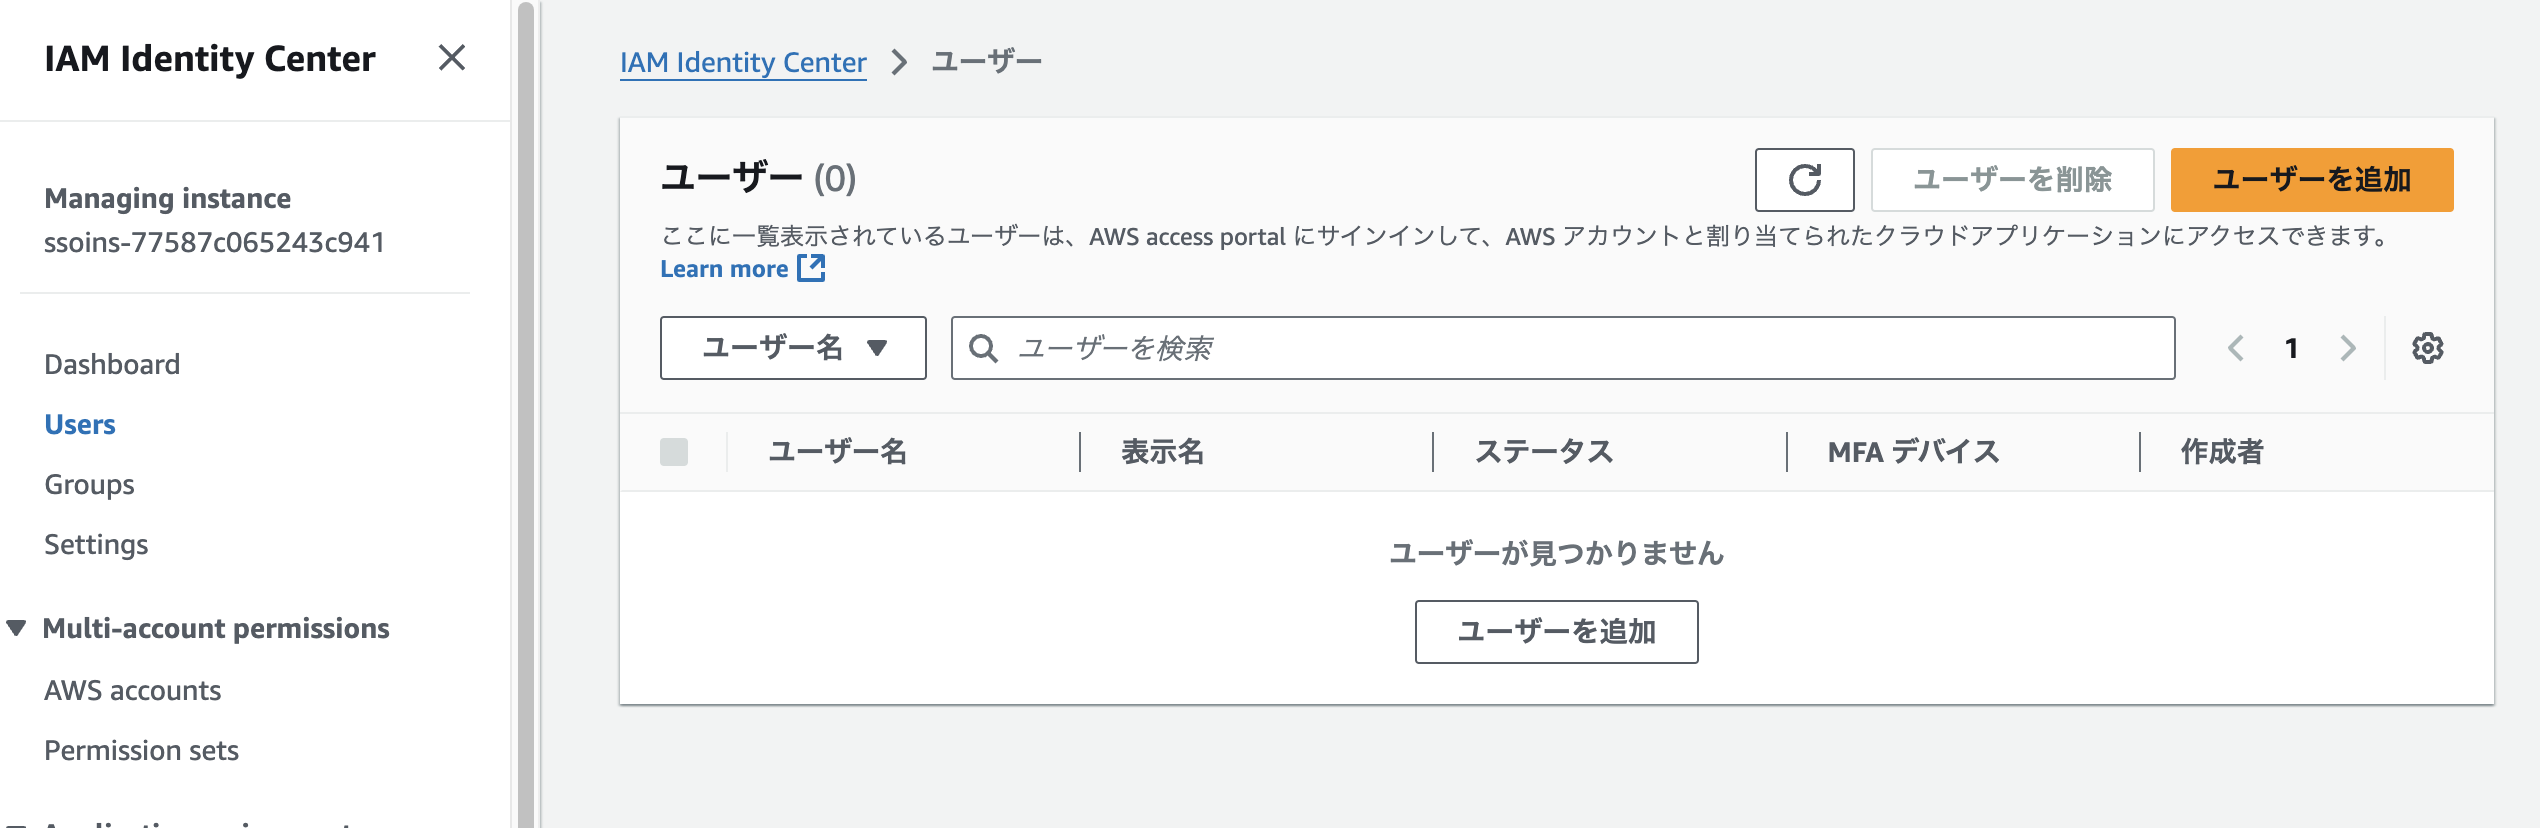 IAM Identity Center
Managing instance
ssoins-77587c065243c941
Dashboard
Users
Groups
Settings
Multi-account permissions
AWS accounts
Permission sets
IAM Identity Center > ユーザー
ユーザー (0)
ユーザーを削除
ユーザーを追加
ここに一覧表示されているユーザーは、AWS access portal にサインインして、AWS アカウントと割り当てられたクラウドアプリケーションにアクセスできます。
Learn more
ユーザー名
ユーザーを検索
1
ユーザー名 表示名 ステータス MFA デバイス 作成者
ユーザーが見つかりません
ユーザーを追加